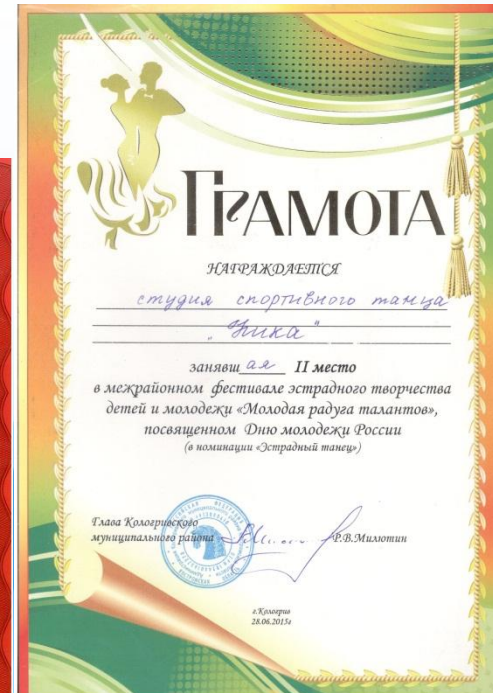 ГРАМОТА
НАГРАЖДАЕТСЯ
студия спортивного танца
"Ника"
занявшая II место
в межрайонном фестивале эстрадного творчества
детей и молодежи «Молодая радуга талантов»,
посвященном Дню молодежи России
(в номинации «Эстрадный танец»)
Глава Кологривского
муниципального района Р.В.Милютин
г.Кологрив
28.06.2015г